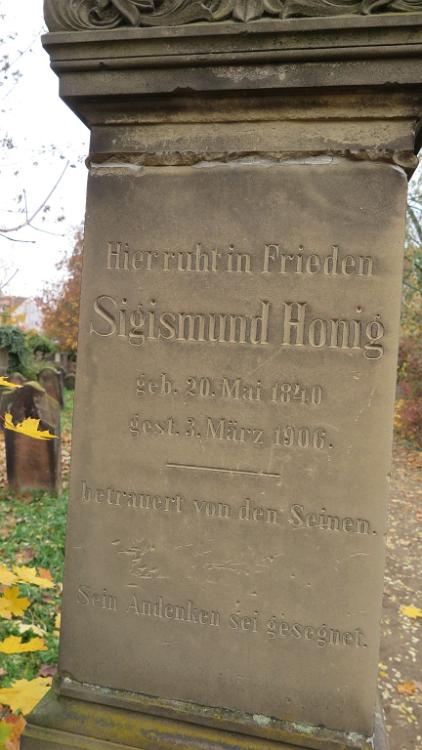 Hier ruht in Frieden
Sigismund Honig
geb. 20. Mai 1840
gest. 3. März 1906.
betrauert von den Seinen.
Sein Andenken sei gesegnet.